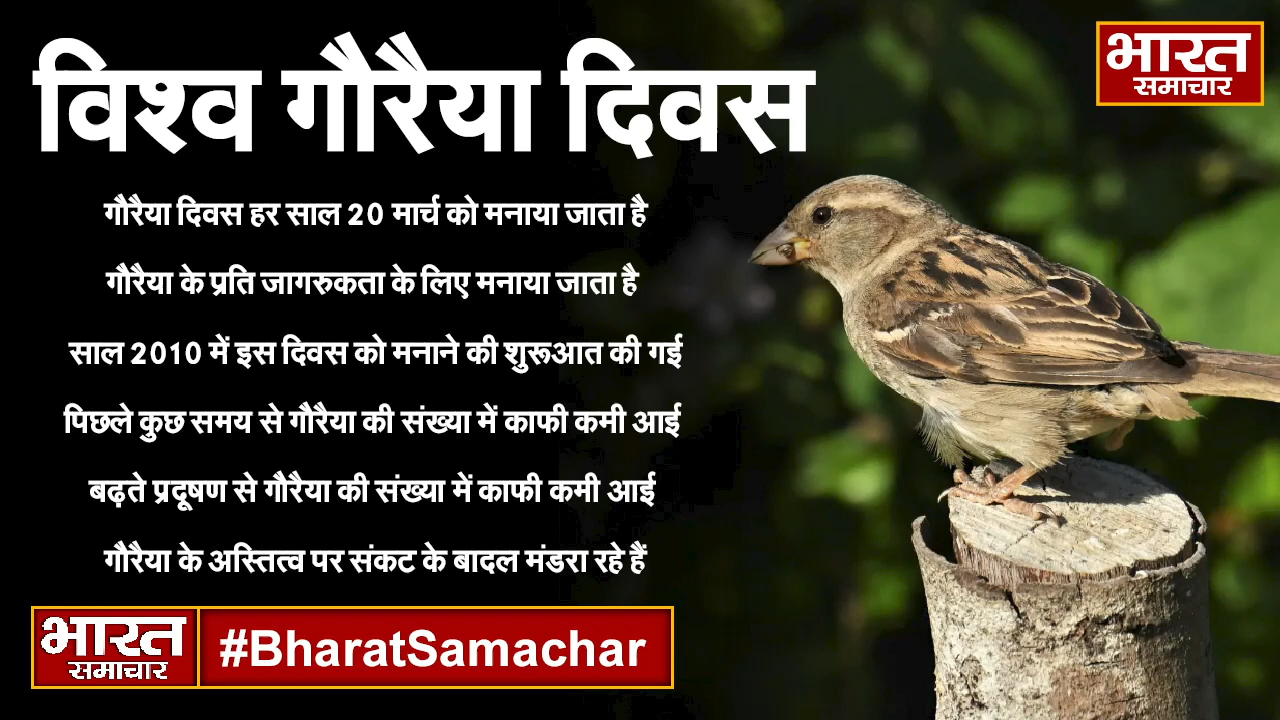 विश्व गौरैया दिवस
भारत
समाचार
गौरैया दिवस हर साल 20 मार्च को मनाया जाता है
गौरैया के प्रति जागरुकता के लिए मनाया जाता है
साल 2010 में इस दिवस को मनाने की शुरूआत की गई
पिछले कुछ समय से गौरैया की संख्या में काफी कमी आई
बढ़ते प्रदूषण से गौरैया की संख्या में काफी कमी आई
गौरैया के अस्तित्व पर संकट के बादल मंडरा रहे हैं
भारत
समाचार
#BharatSamachar